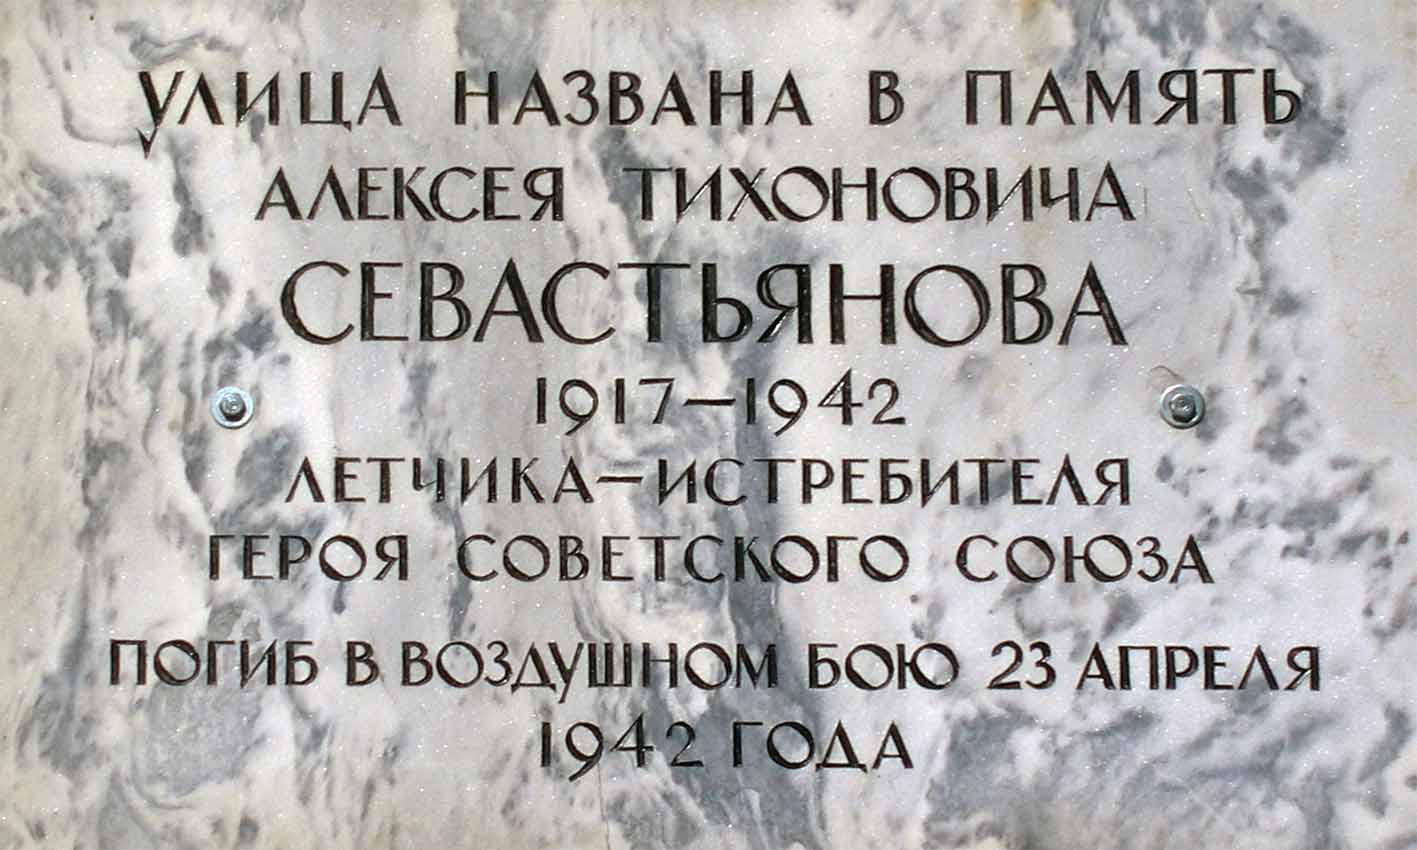 УЛИЦА НАЗВАНА В ПАМЯТЬ
АЛЕКСЕЯ ТИХОНОВИЧА
СЕВАСТЬЯНОВА
1917–1942
ЛЕТЧИКА–ИСТРЕБИТЕЛЯ
ГЕРОЯ СОВЕТСКОГО СОЮЗА
ПОГИБ В ВОЗДУШНОМ БОЮ 23 АПРЕЛЯ
1942 ГОДА